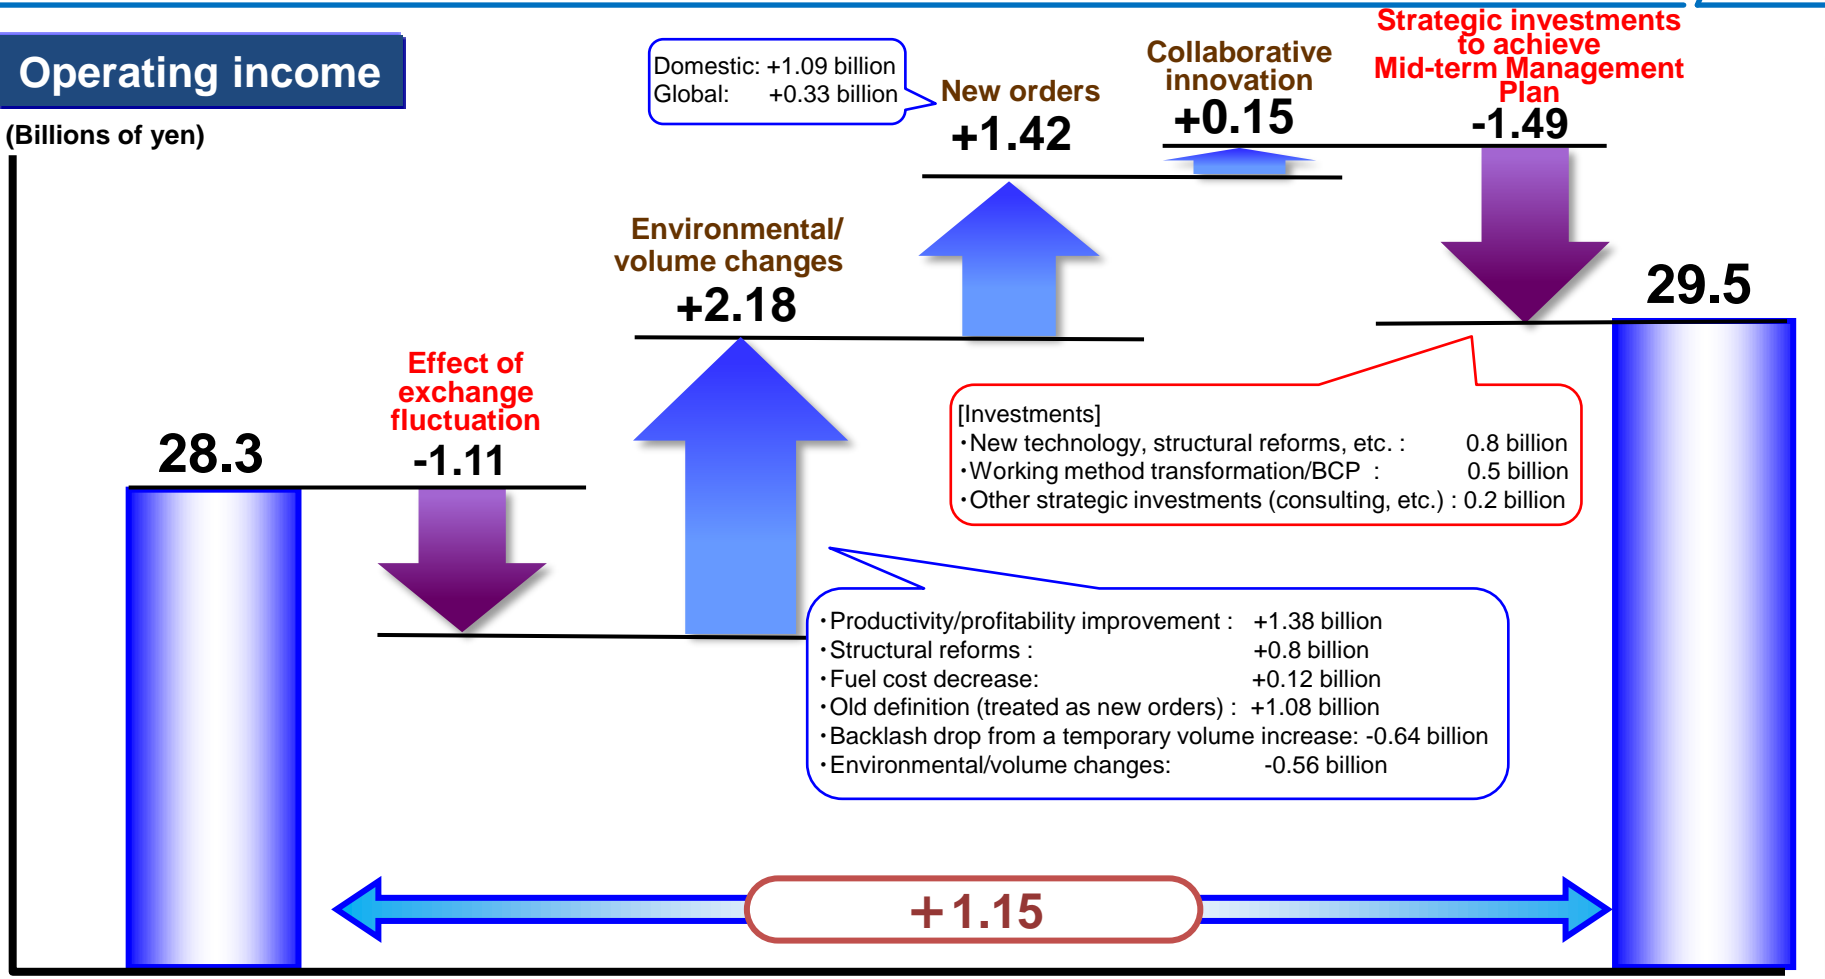 Operating income
(Billions of yen)
28.3
Effect of
exchange
fluctuation
-1.11
Environmental/
volume changes
+2.18
Domestic: +1.09 billion
Global: +0.33 billion
New orders
+1.42
Collaborative
innovation
+0.15
Strategic investments
to achieve
Mid-term Management
Plan
-1.49
29.5
[Investments]
・New technology, structural reforms, etc. : 0.8 billion
・Working method transformation/BCP : 0.5 billion
・Other strategic investments (consulting, etc.) : 0.2 billion
・Productivity/profitability improvement : +1.38 billion
・Structural reforms : +0.8 billion
・Fuel cost decrease: +0.12 billion
・Old definition (treated as new orders) : +1.08 billion
・Backlash drop from a temporary volume increase: -0.64 billion
・Environmental/volume changes: -0.56 billion
＋1.15